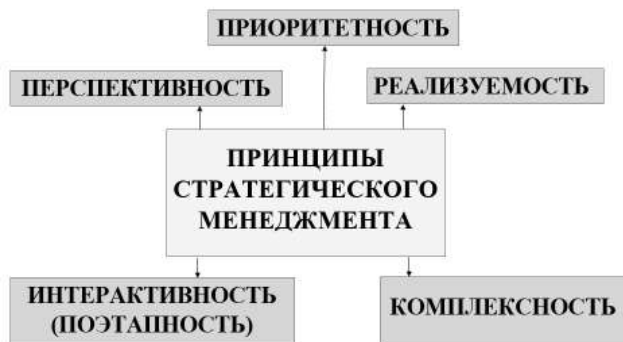 ПРИОРИТЕТНОСТЬ
ПЕРСПЕКТИВНОСТЬ
РЕАЛИЗУЕМОСТЬ
ПРИНЦИПЫ
СТРАТЕГИЧЕСКОГО
МЕНЕДЖМЕНТА
ИНТЕРАКТИВНОСТЬ
(ПОЭТАПНОСТЬ)
КОМПЛЕКСНОСТЬ